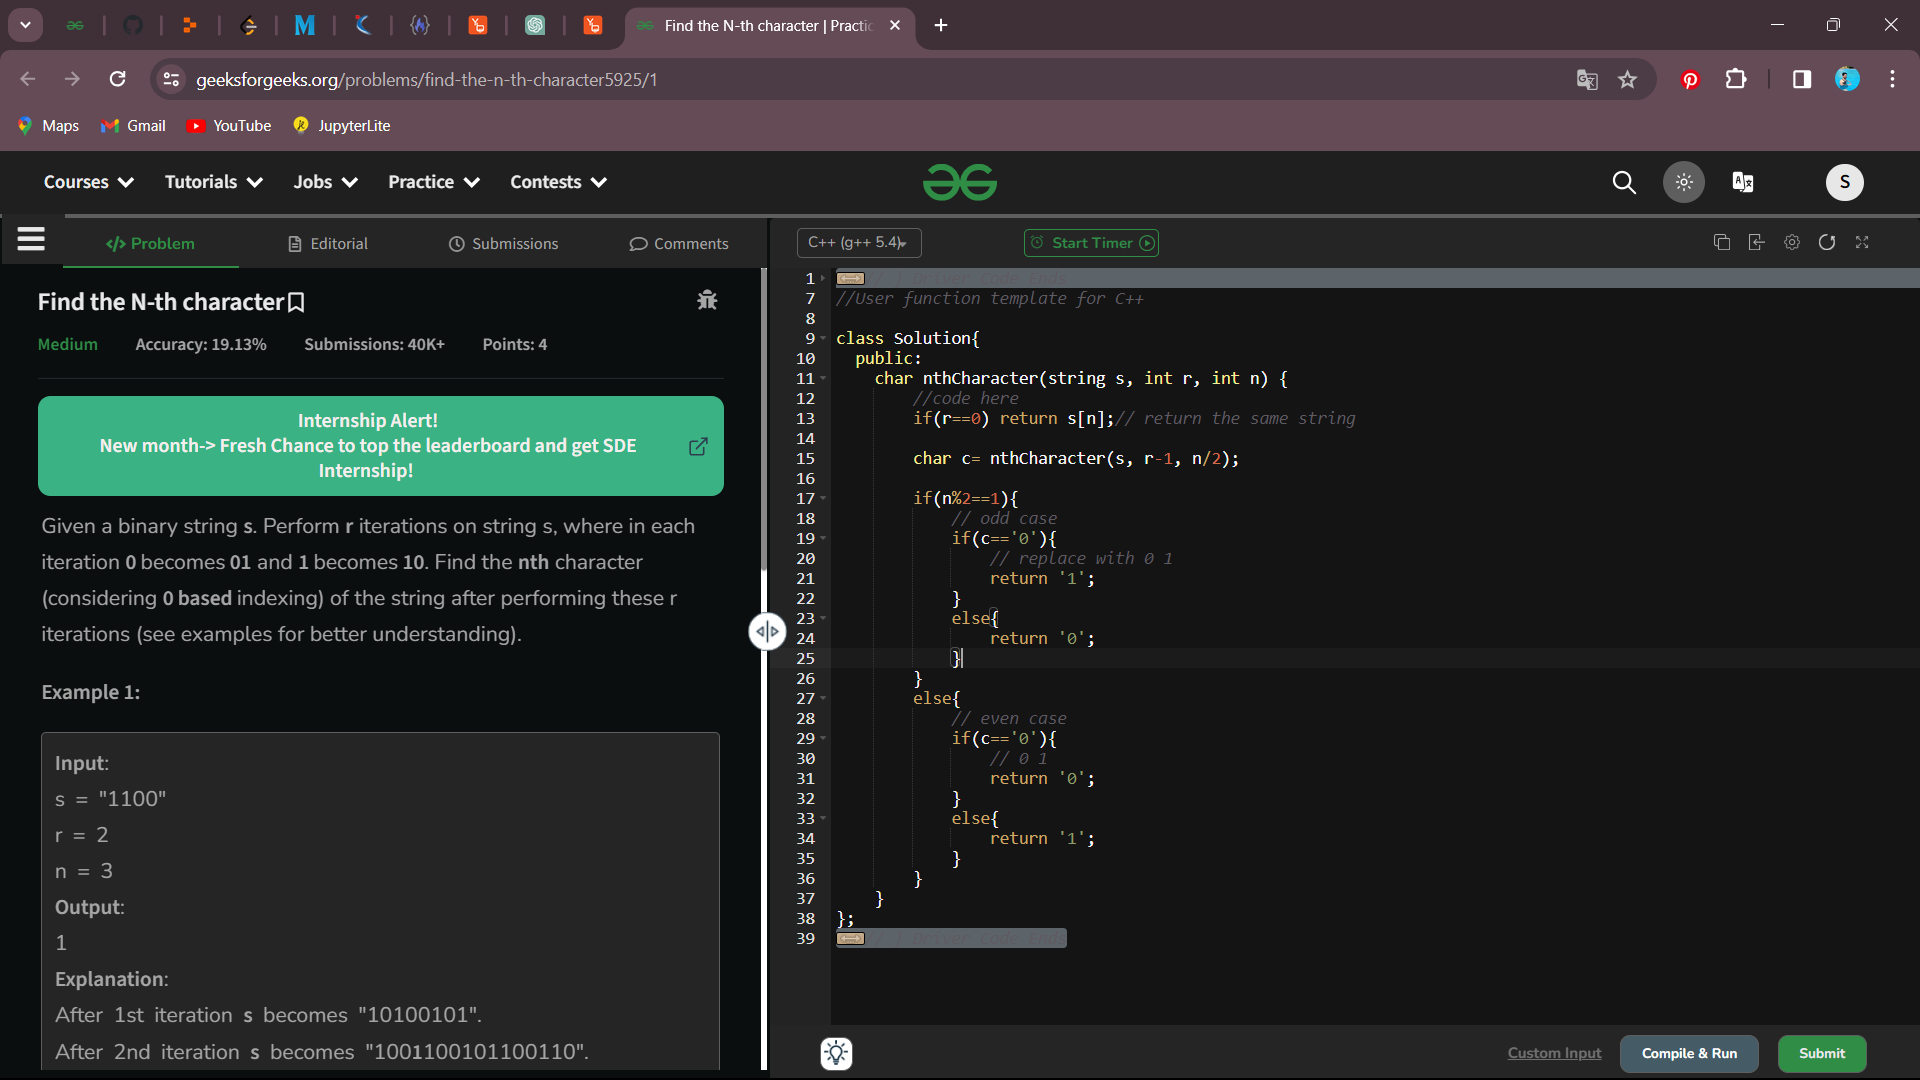 Find the N-th character | Practic
geeksforgeeks.org/problems/find-the-n-th-character5925/1
Maps Gmail YouTube JupyterLite
Courses Tutorials Jobs Practice Contests
S
</> Problem Editorial Submissions Comments
C++ (g++ 5.4) Start Timer
Find the N-th character
Medium Accuracy: 19.13% Submissions: 40K+ Points: 4
Internship Alert!
New month-> Fresh Chance to top the leaderboard and get SDE
Internship!
Given a binary string s. Perform r iterations on string s, where in each
iteration 0 becomes 01 and 1 becomes 10. Find the nth character
(considering 0 based indexing) of the string after performing these r
iterations (see examples for better understanding).
Example 1:
Input:
s = "1100"
r = 2
n = 3
Output:
1
Explanation:
After 1st iteration s becomes "10100101".
After 2nd iteration s becomes "1001100101100110".
1 // } Driver Code Ends
7 //User function template for C++
8
9 class Solution{
10 public:
11 char nthCharacter(string s, int r, int n) {
12 //code here
13 if(r==0) return s[n];// return the same string
14
15 char c= nthCharacter(s, r-1, n/2);
16
17 if(n%2==1){
18 // odd case
19 if(c=='0'){
20 // replace with 0 1
21 return '1';
22 }
23 else{
24 return '0';
25 }
26 }
27 else{
28 // even case
29 if(c=='0'){
30 // 0 1
31 return '0';
32 }
33 else{
34 return '1';
35 }
36 }
37 }
38 };
39 // } Driver Code Ends
Custom Input Compile & Run Submit